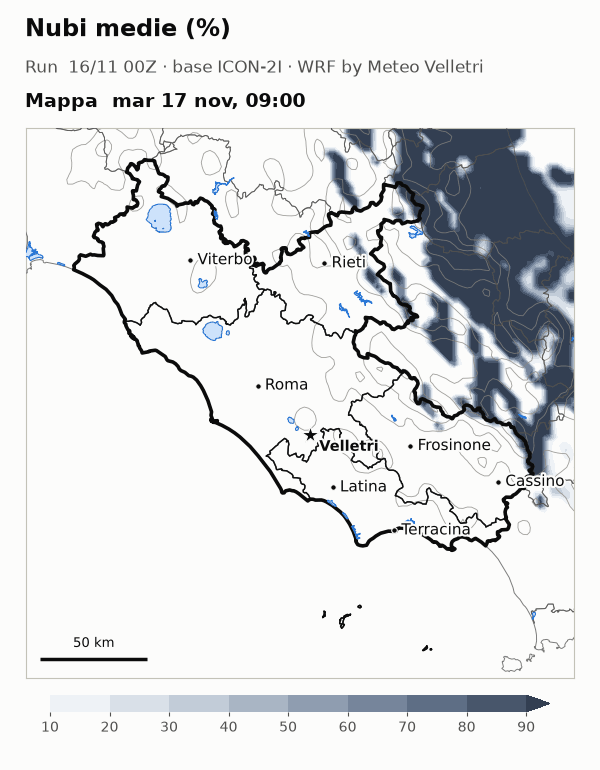 Nubi medie (%)
Run  16/11 00Z · base ICON-2I · WRF by Meteo Velletri
Mappa  mar 17 nov, 09:00
Viterbo
Rieti
Roma
Velletri
Frosinone
Latina
Cassino
Terracina
50 km
10 20 30 40 50 60 70 80 90